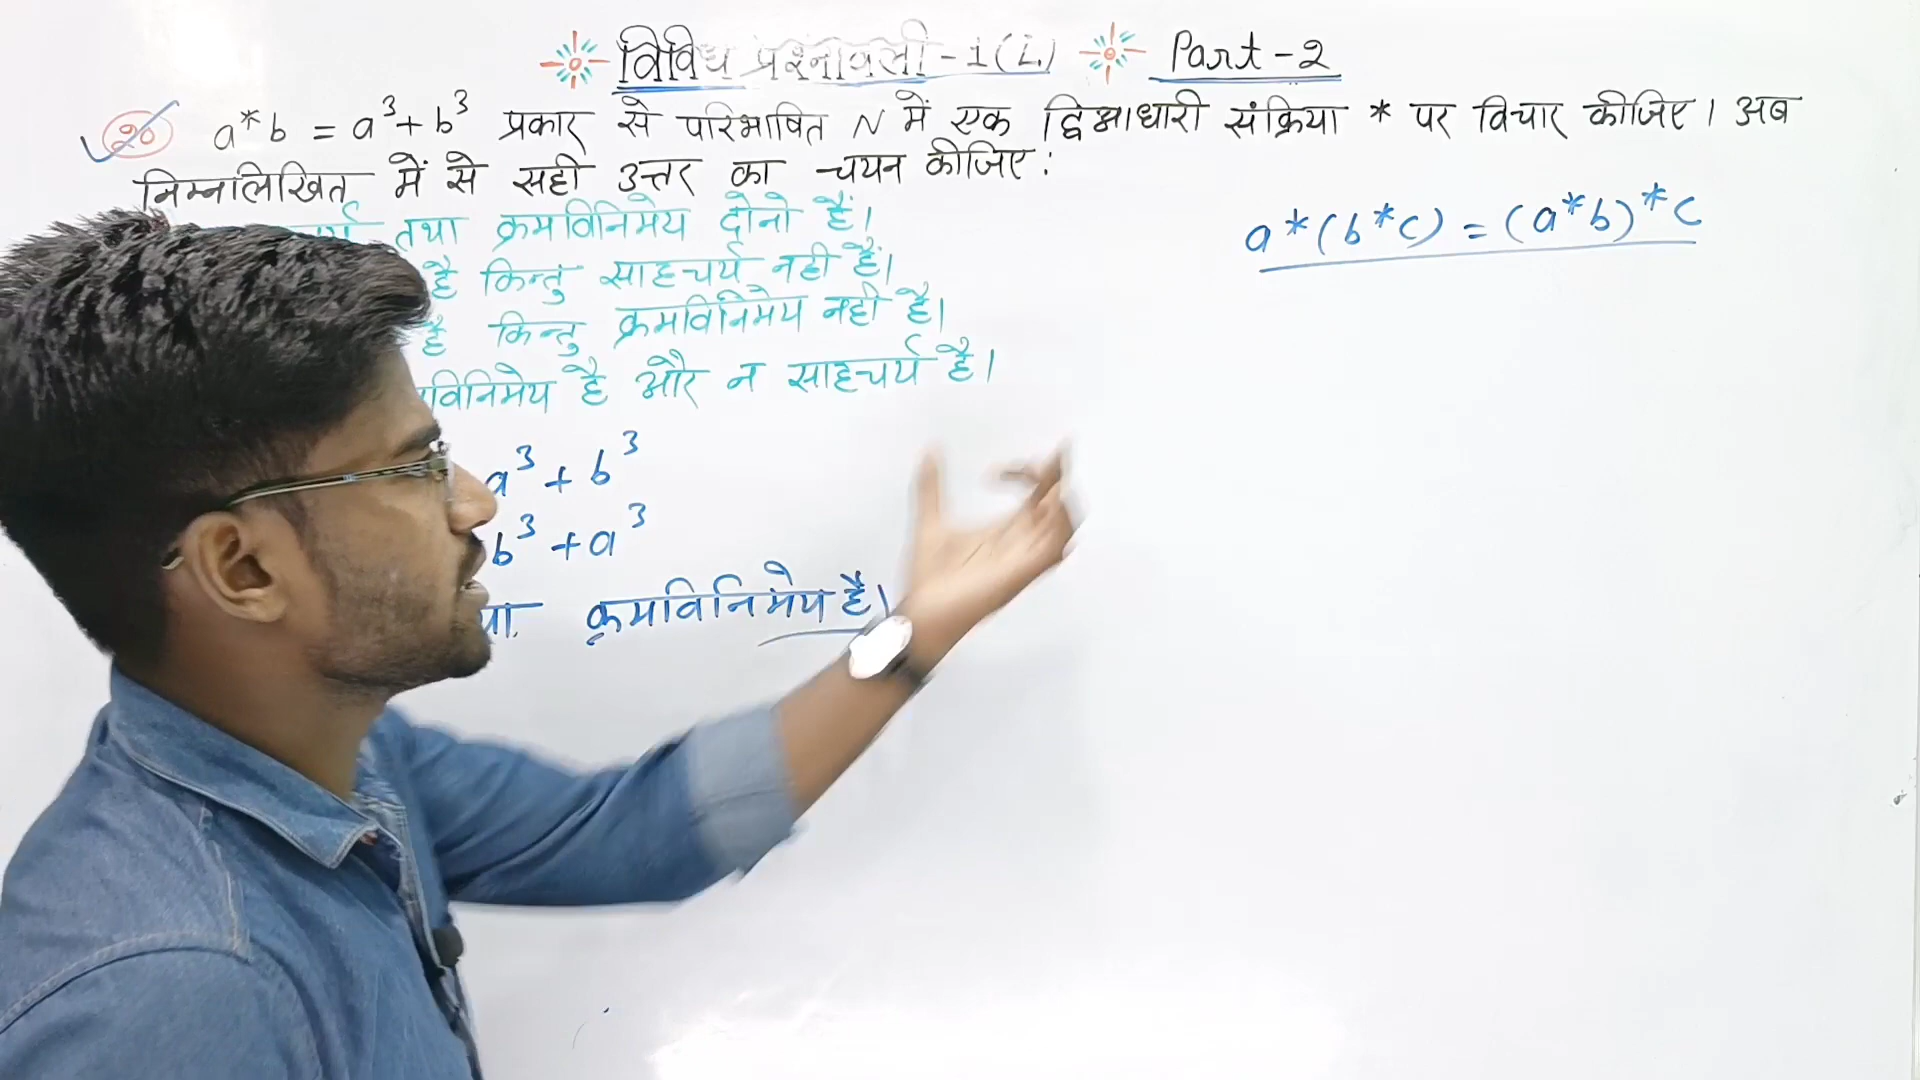 विविध प्रश्नावली - 1 (L) Part - 2
20 a * b = a³ + b³ प्रकार से परिभाषित N में एक द्विआधारी संक्रिया * पर विचार कीजिए। अब
निम्नलिखित में से सही उत्तर का चयन कीजिए:
तथा क्रमविनिमेय दोनो हैं।
है किन्तु साहचर्य नही है।
है किन्तु क्रमविनिमेय नही है।
है और न साहचर्य है।
a³ + b³
b³ + a³
क्रमविनिमेय है।
a * (b * c) = (a * b) * c